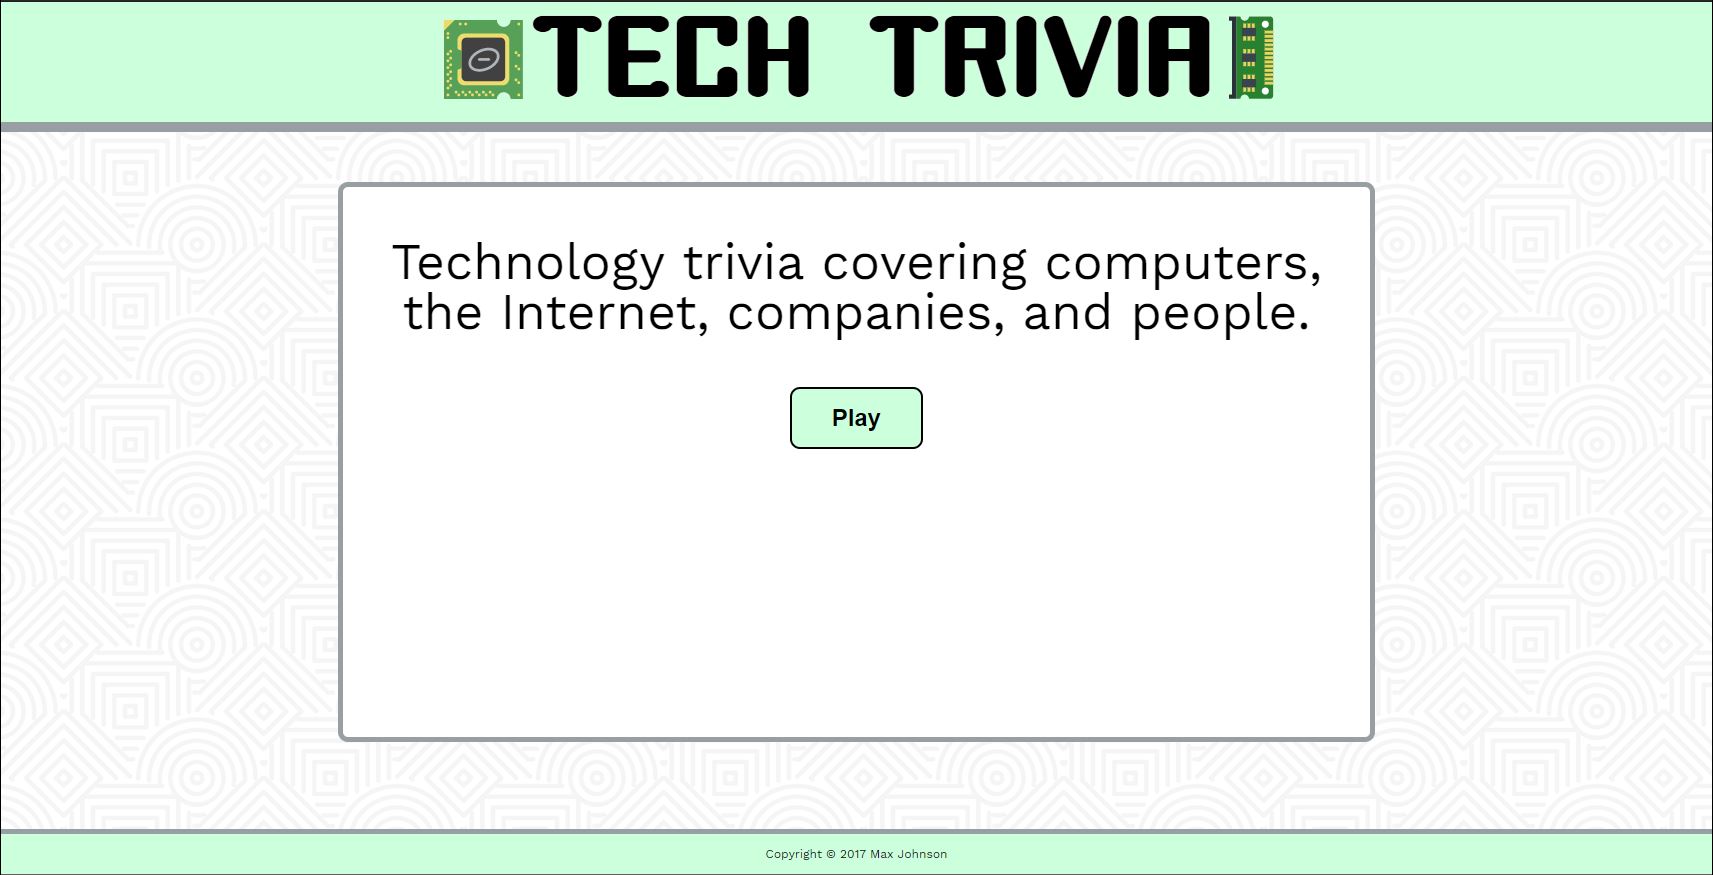 TECH TRIVIA
Technology trivia covering computers,
the Internet, companies, and people.
Play
Copyright © 2017 Max Johnson